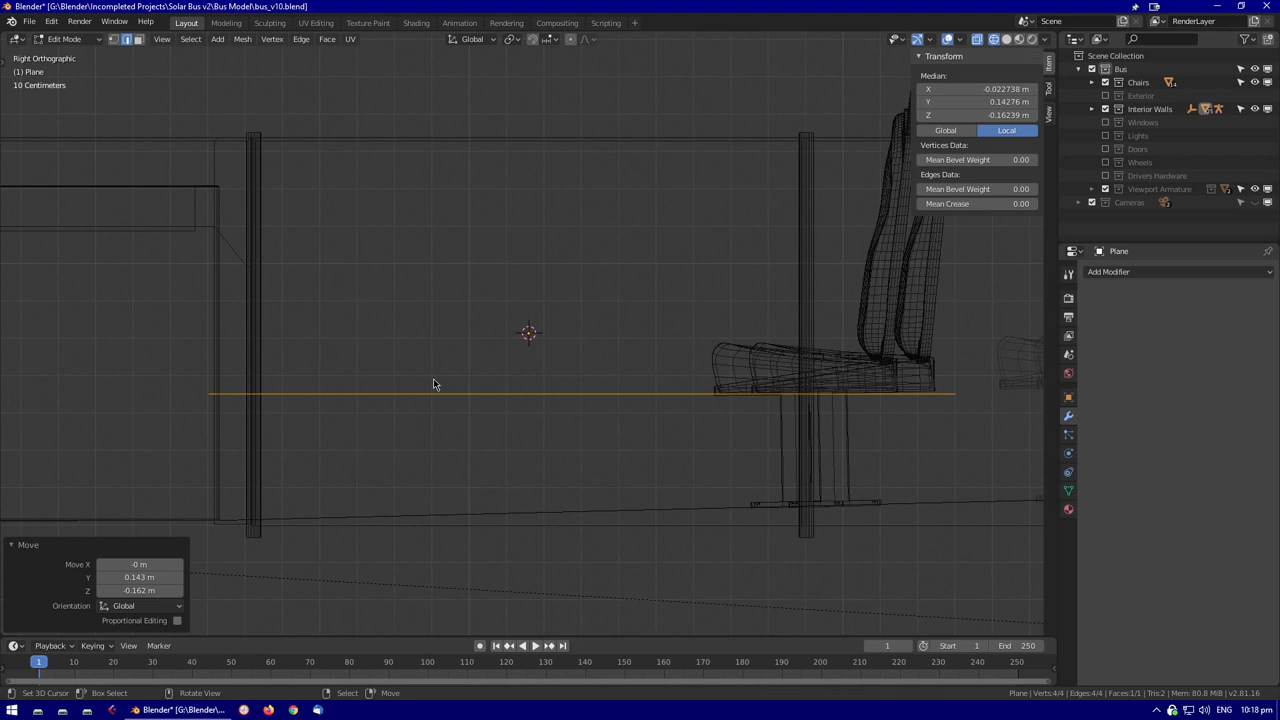 Blender* [G:\Blender\Incompleted Projects\Solar Bus v2\Bus Model\bus_v10.blend]
File Edit Render Window Help
Layout Modeling Sculpting UV Editing Texture Paint Shading Animation Rendering Compositing Scripting
Scene
RenderLayer
Edit Mode
View Select Add Mesh Vertex Edge Face UV
Global
Right Orthographic
(1) Plane
10 Centimeters
Transform
Median:
X -0.022738 m
Y 0.14276 m
Z -0.16239 m
Global Local
Vertices Data:
Mean Bevel Weight 0.00
Edges Data:
Mean Bevel Weight 0.00
Mean Crease 0.00
Item
Tool
View
Scene Collection
Bus
Chairs
Exterior
Interior Walls
Windows
Lights
Doors
Wheels
Drivers Hardware
Viewport Armature
Cameras
Plane
Add Modifier
Move
Move X -0 m
Y 0.143 m
Z -0.162 m
Orientation Global
Proportional Editing
Playback Keying View Marker
1
Start 1
End 250
1 10 20 30 40 50 60 70 80 90 100 110 120 130 140 150 160 170 180 190 200 210 220 230 240 250
Set 3D Cursor Box Select Rotate View Select Move
Plane | Verts:4/4 | Edges:4/4 | Faces:1/1 | Tris:2 | Mem: 80.8 MiB | v2.81.16
Blender* [G:\Blender\...
ENG 10:18 pm